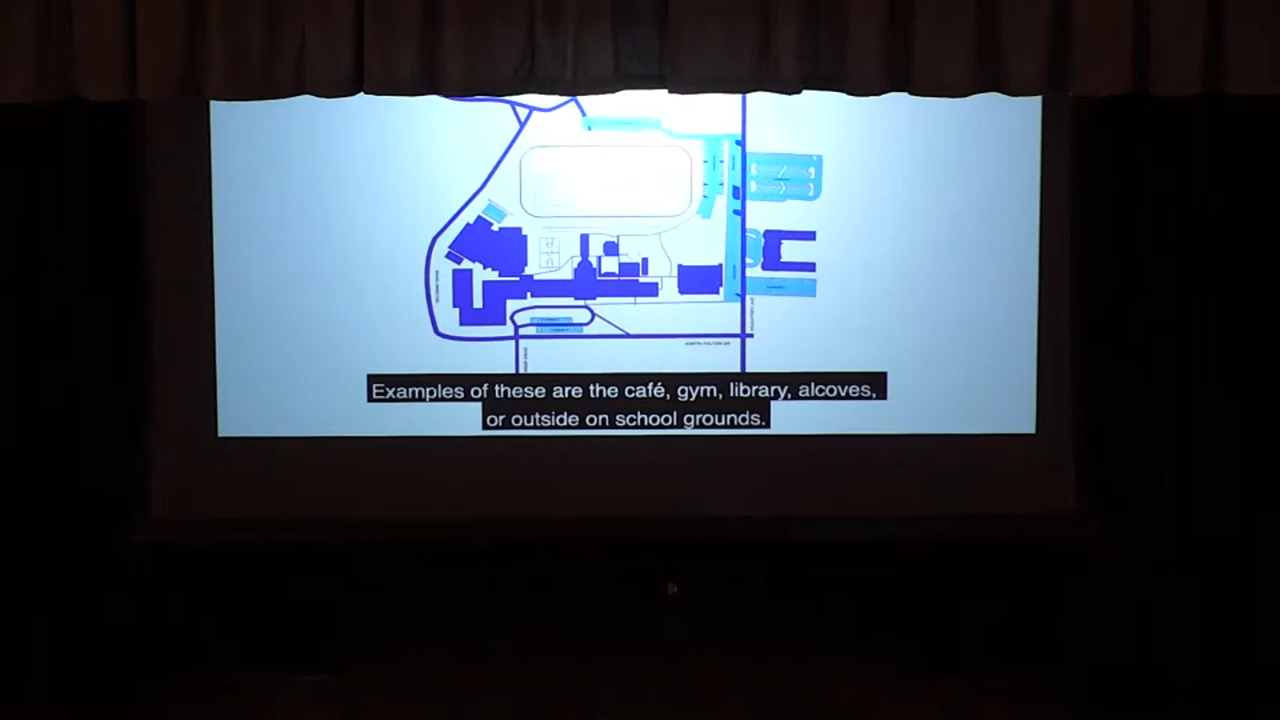 Examples of these are the café, gym, library, alcoves,
or outside on school grounds.